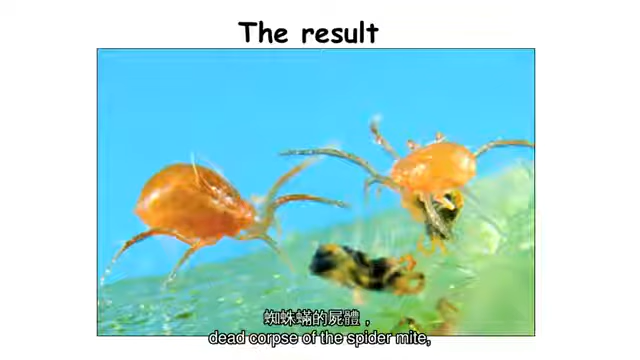 The result
蜘蛛蟎的屍體，
dead corpse of the spider mite,